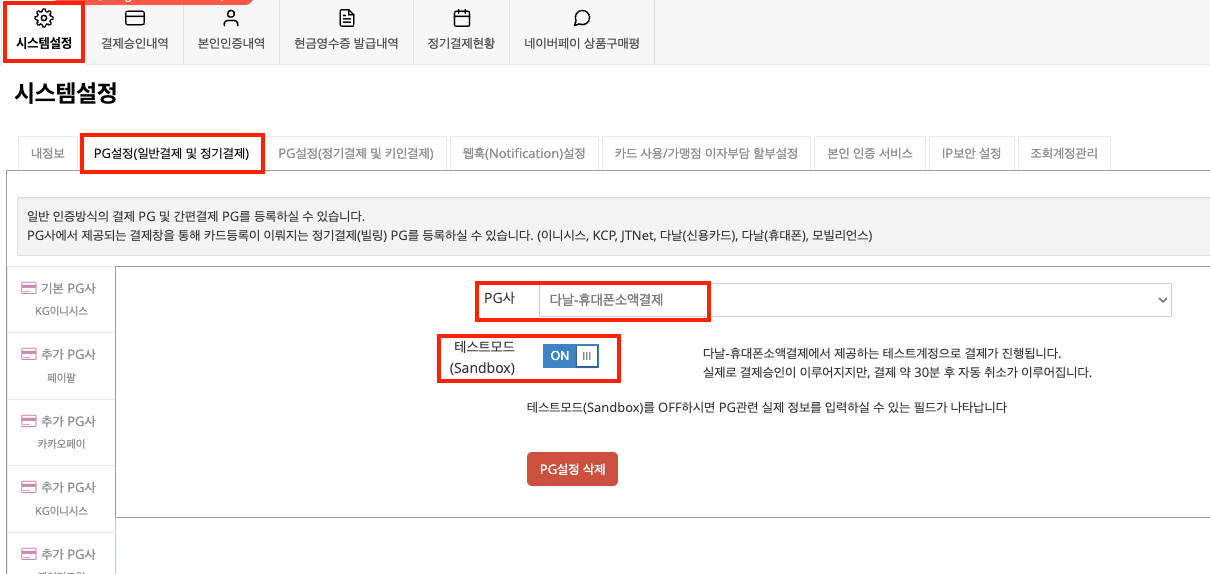 시스템설정
결제승인내역
본인인증내역
현금영수증 발급내역
정기결제현황
네이버페이 상품구매평
시스템설정
내정보
PG설정(일반결제 및 정기결제)
PG설정(정기결제 및 키인결제)
웹훅(Notification)설정
카드 사용/가맹점 이자부담 할부설정
본인 인증 서비스
IP보안 설정
조회계정관리
일반 인증방식의 결제 PG 및 간편결제 PG를 등록하실 수 있습니다.
PG사에서 제공되는 결제창을 통해 카드등록이 이뤄지는 정기결제(빌링) PG를 등록하실 수 있습니다. (이니시스, KCP, JTNet, 다날(신용카드), 다날(휴대폰), 모빌리언스)
기본 PG사
KG이니시스
추가 PG사
페이팔
추가 PG사
카카오페이
추가 PG사
KG이니시스
추가 PG사
PG사
다날-휴대폰소액결제
테스트모드
(Sandbox)
ON
다날-휴대폰소액결제에서 제공하는 테스트계정으로 결제가 진행됩니다.
실제로 결제승인이 이루어지지만, 결제 약 30분 후 자동 취소가 이루어집니다.
테스트모드(Sandbox)를 OFF하시면 PG관련 실제 정보를 입력하실 수 있는 필드가 나타납니다
PG설정 삭제